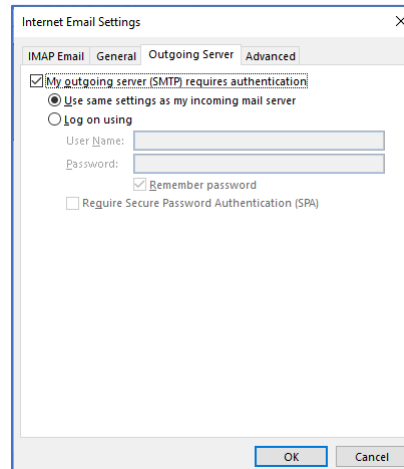 Internet Email Settings
IMAP Email General Outgoing Server Advanced
My outgoing server (SMTP) requires authentication
Use same settings as my incoming mail server
Log on using
User Name:
Password:
Remember password
Require Secure Password Authentication (SPA)
OK Cancel